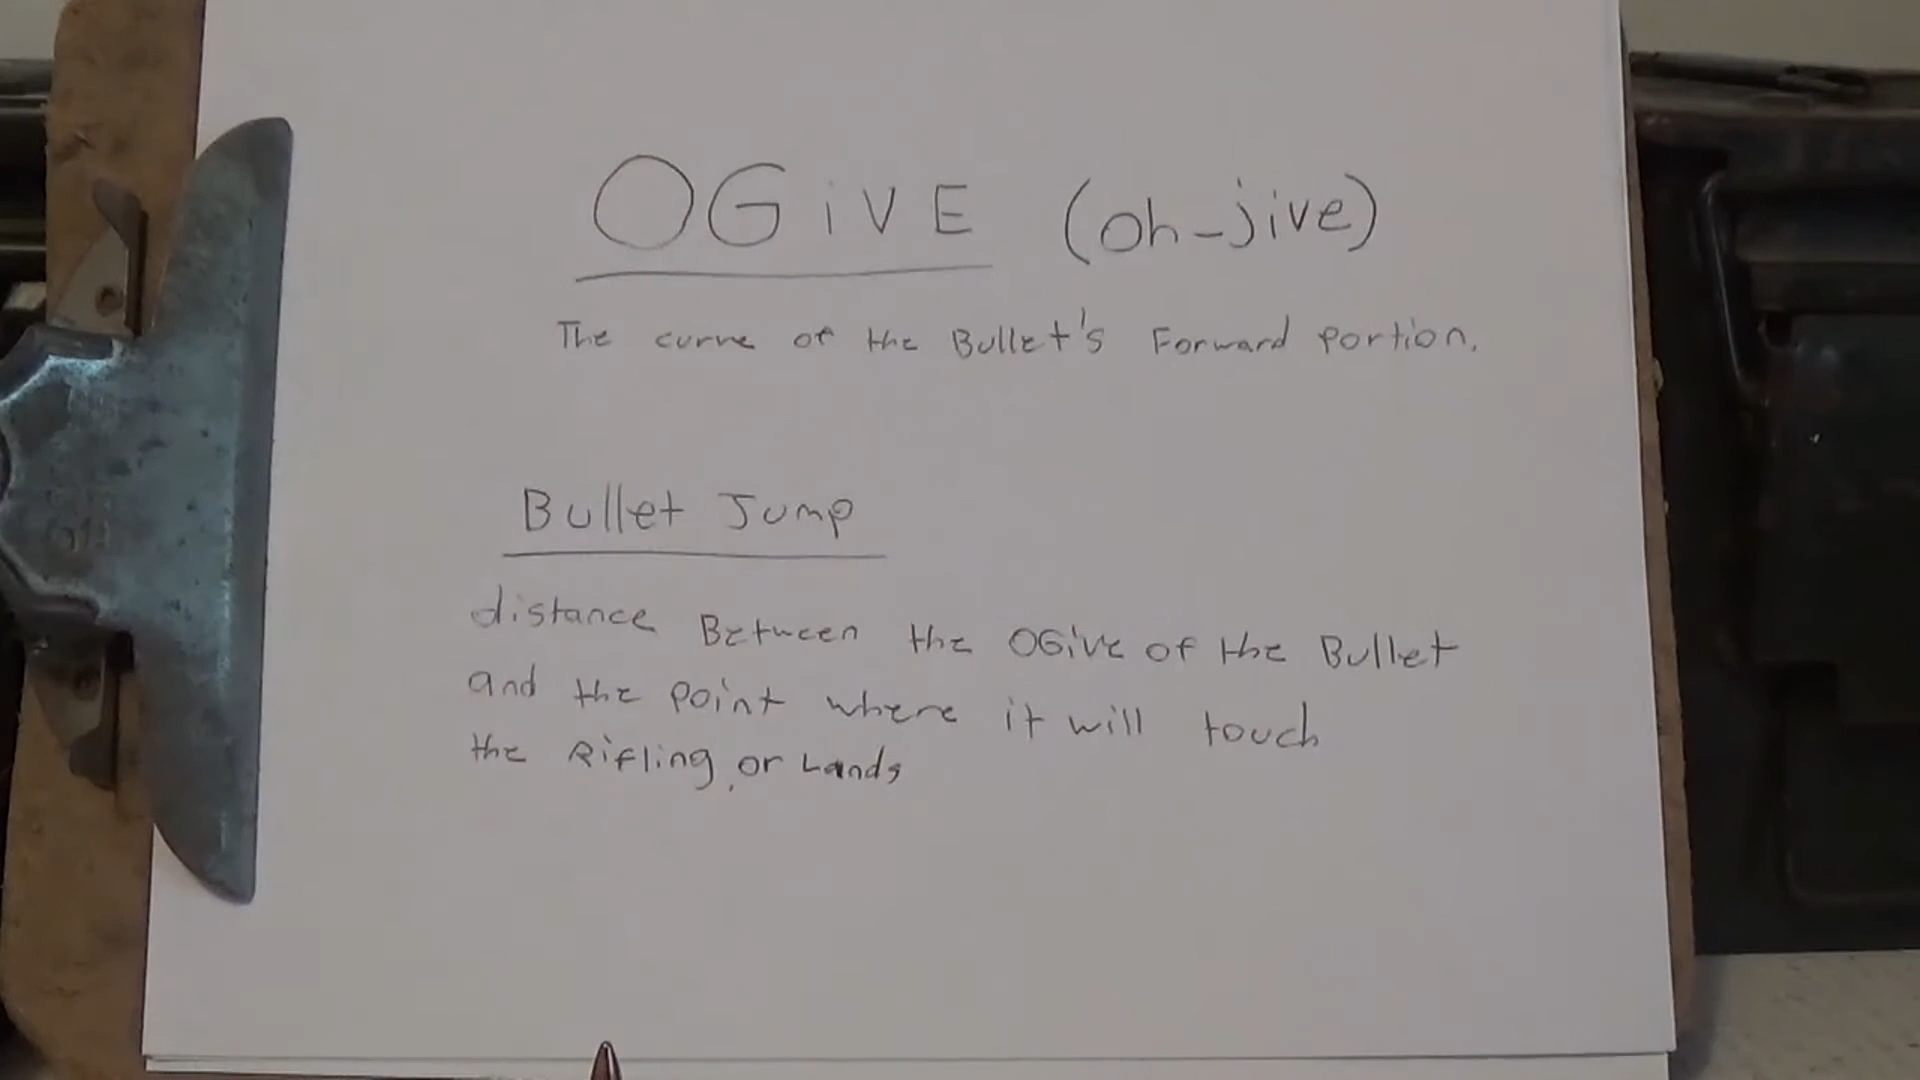 OGiVE (oh-jive)
The curve of the Bullet's Forward portion.
Bullet Jump
distance Between the OGive of the Bullet
and the point where it will touch
the Rifling or Lands